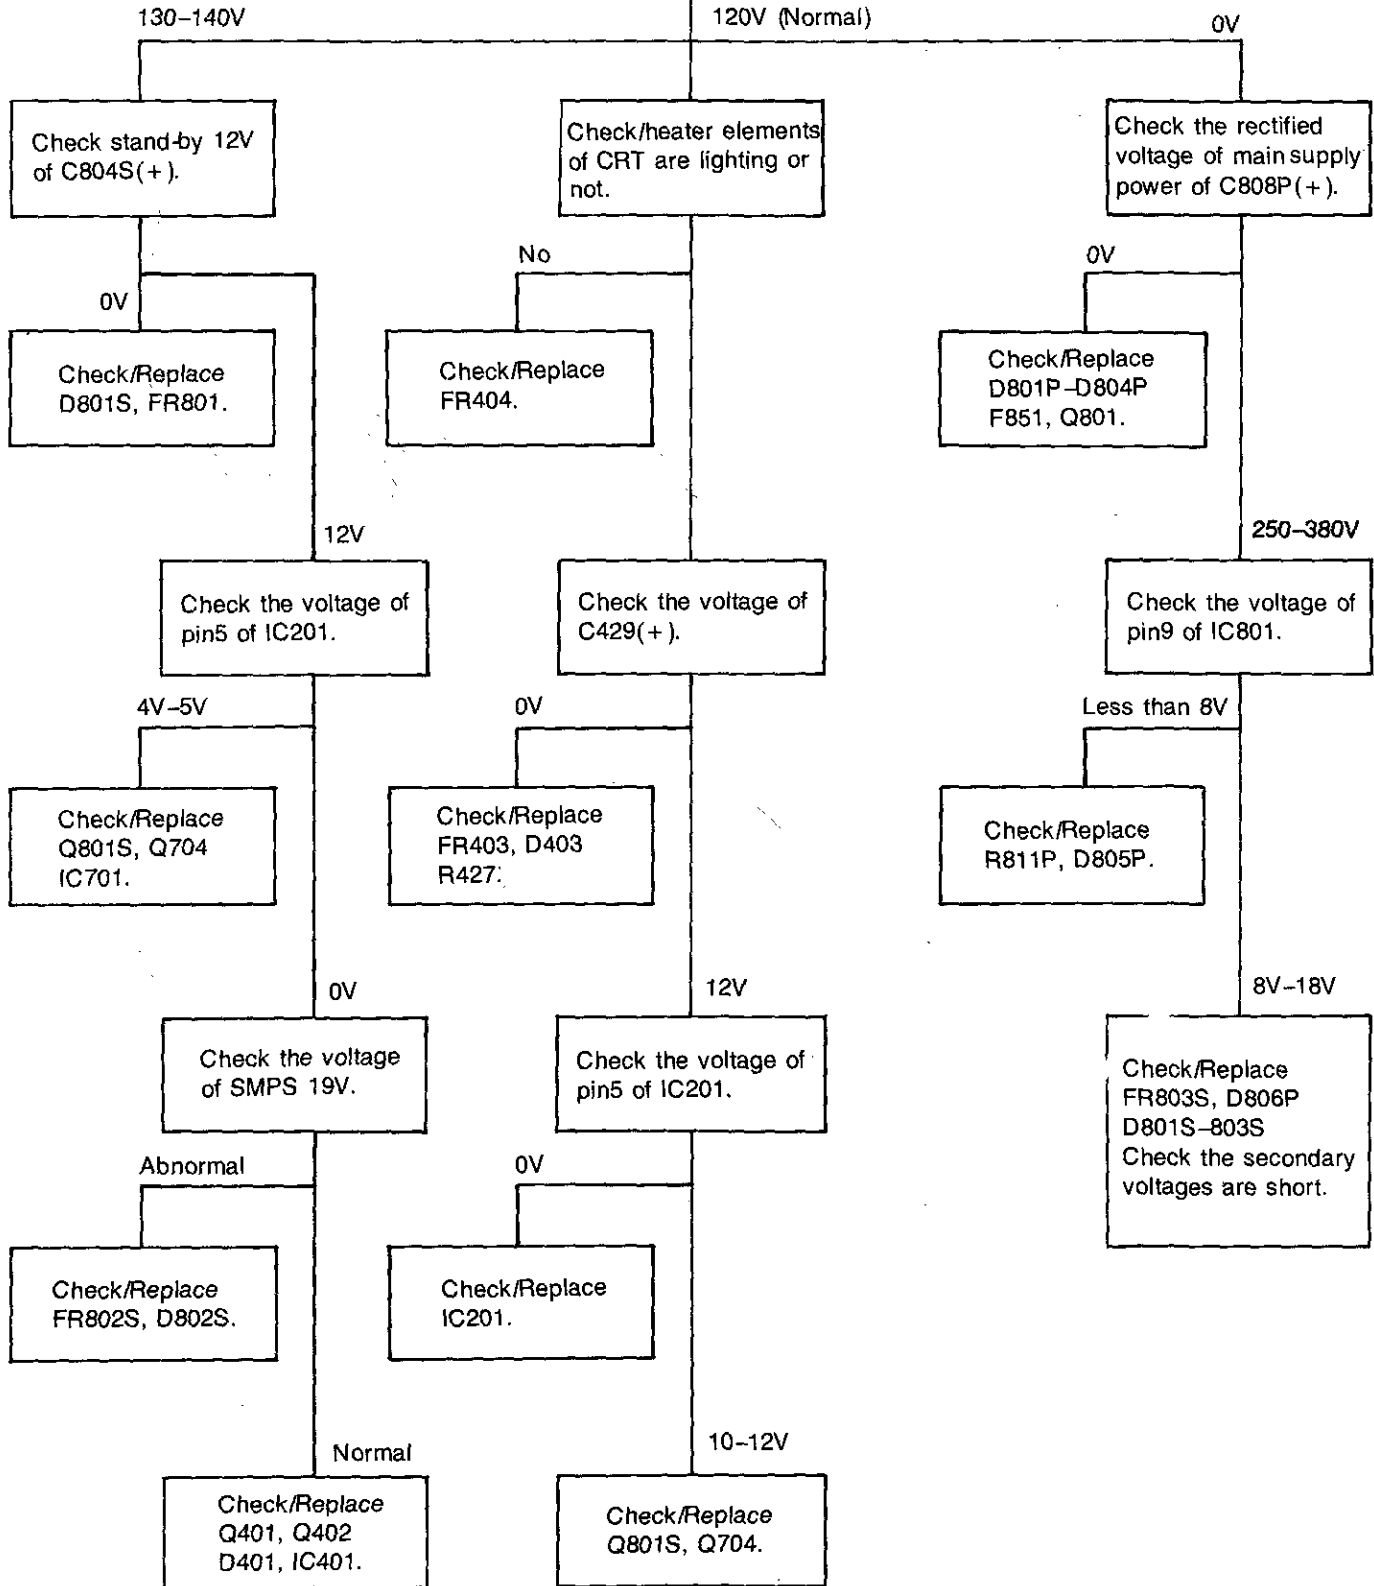 130–140V
120V (Normal)
0V
Check stand-by 12V
of C804S(+).
Check/heater elements
of CRT are lighting or
not.
Check the rectified
voltage of main supply
power of C808P(+).
0V
No
0V
Check/Replace
D801S, FR801.
Check/Replace
FR404.
Check/Replace
D801P–D804P
F851, Q801.
12V
250–380V
Check the voltage of
pin5 of IC201.
Check the voltage of
C429(+).
Check the voltage of
pin9 of IC801.
4V–5V
0V
Less than 8V
Check/Replace
Q801S, Q704
IC701.
Check/Replace
FR403, D403
R427.
Check/Replace
R811P, D805P.
0V
12V
8V–18V
Check the voltage
of SMPS 19V.
Check the voltage of
pin5 of IC201.
Check/Replace
FR803S, D806P
D801S–803S
Check the secondary
voltages are short.
Abnormal
0V
Check/Replace
FR802S, D802S.
Check/Replace
IC201.
Normal
10–12V
Check/Replace
Q401, Q402
D401, IC401.
Check/Replace
Q801S, Q704.